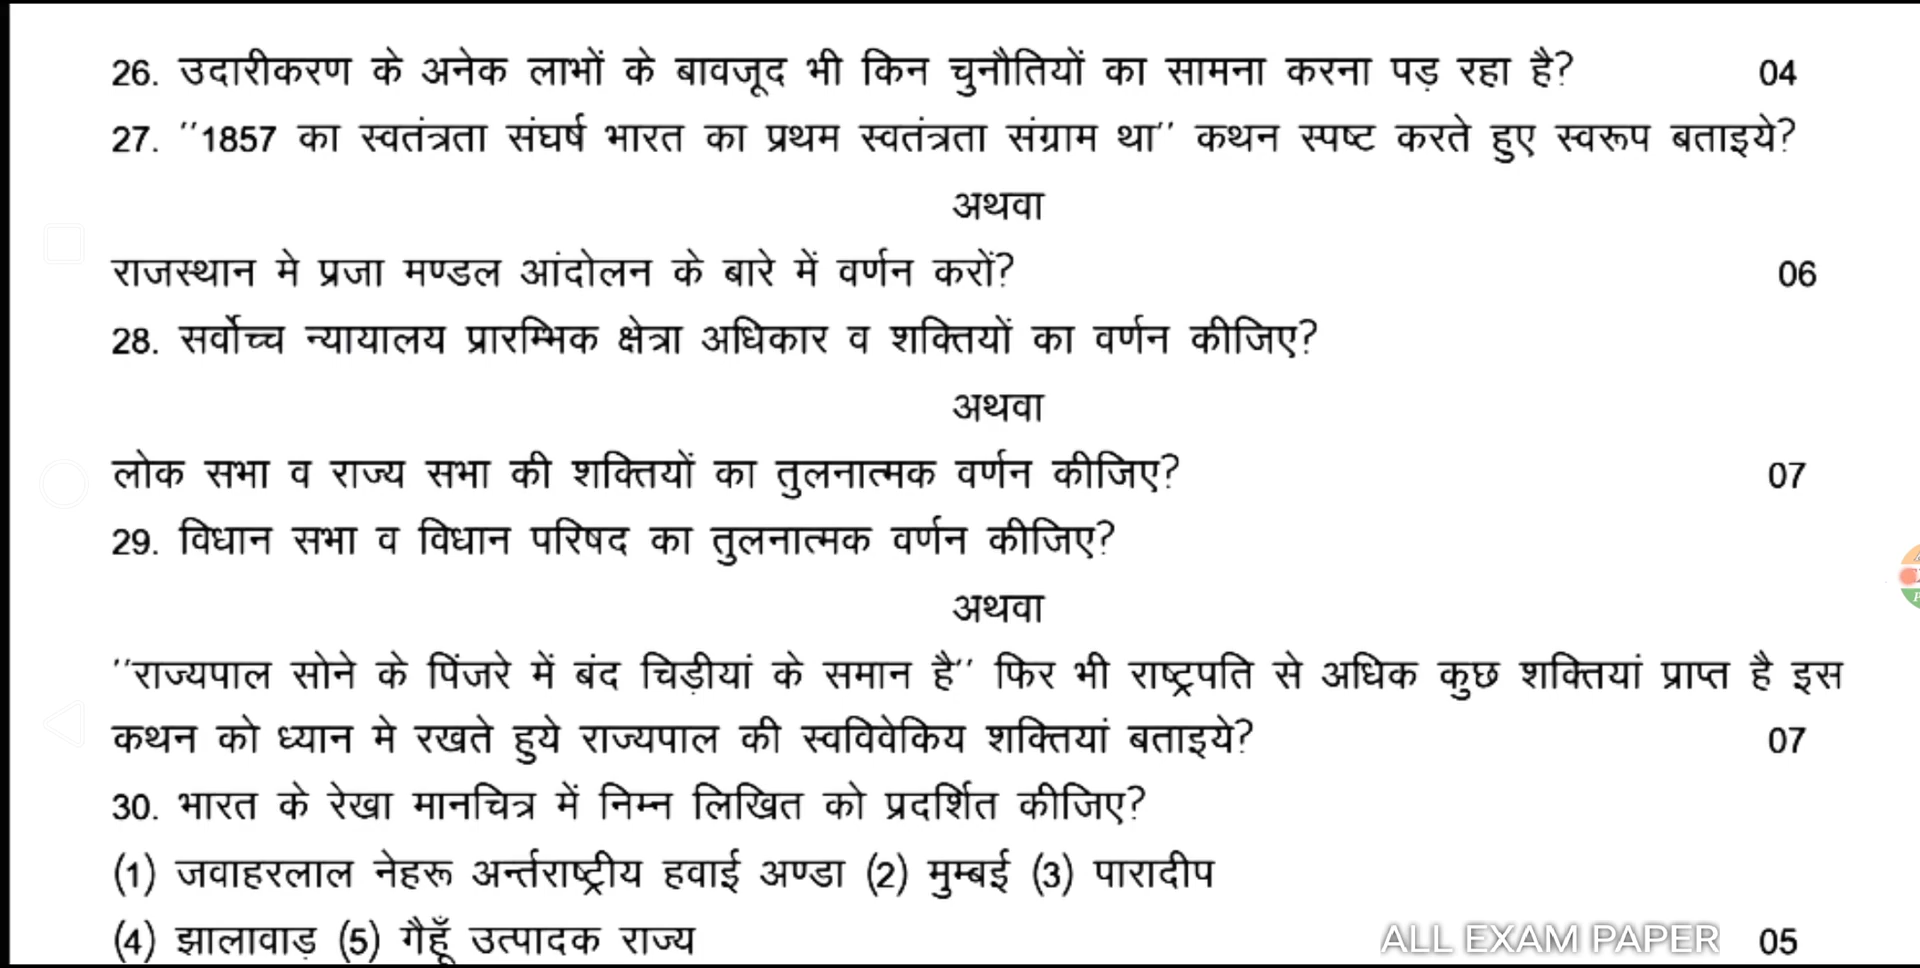 26. उदारीकरण के अनेक लाभों के बावजूद भी किन चुनौतियों का सामना करना पड़ रहा है? 04
27. ''1857 का स्वतंत्रता संघर्ष भारत का प्रथम स्वतंत्रता संग्राम था'' कथन स्पष्ट करते हुए स्वरूप बताइये?
अथवा
राजस्थान मे प्रजा मण्डल आंदोलन के बारे में वर्णन करों? 06
28. सर्वोच्च न्यायालय प्रारम्भिक क्षेत्रा अधिकार व शक्तियों का वर्णन कीजिए?
अथवा
लोक सभा व राज्य सभा की शक्तियों का तुलनात्मक वर्णन कीजिए? 07
29. विधान सभा व विधान परिषद का तुलनात्मक वर्णन कीजिए?
अथवा
''राज्यपाल सोने के पिंजरे में बंद चिड़ीयां के समान है'' फिर भी राष्ट्रपति से अधिक कुछ शक्तियां प्राप्त है इस
कथन को ध्यान मे रखते हुये राज्यपाल की स्वविवेकिय शक्तियां बताइये? 07
30. भारत के रेखा मानचित्र में निम्न लिखित को प्रदर्शित कीजिए?
(1) जवाहरलाल नेहरू अर्न्तराष्ट्रीय हवाई अण्डा (2) मुम्बई (3) पारादीप
(4) झालावाड़ (5) गैहूँ उत्पादक राज्य ALL EXAM PAPER 05